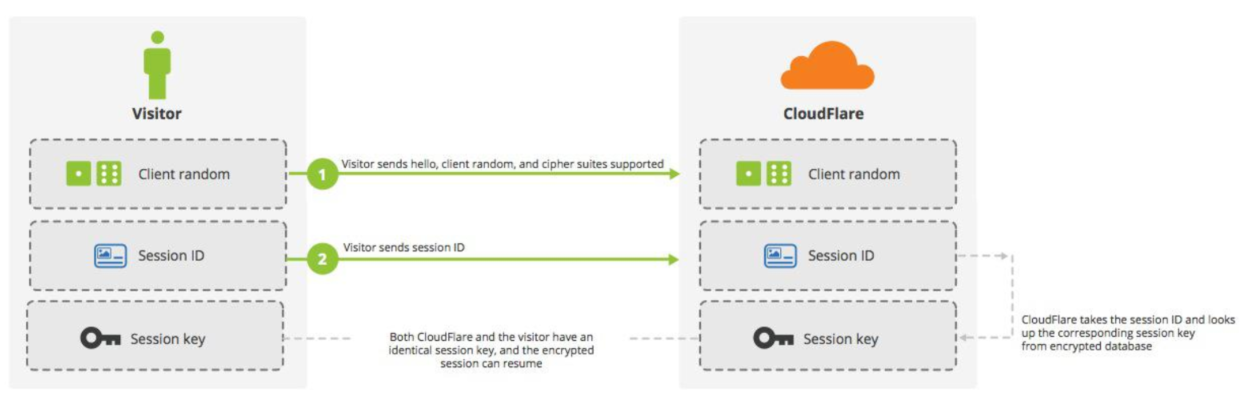 Visitor
CloudFlare
Client random
1
Visitor sends hello, client random, and cipher suites supported
Client random
Session ID
2
Visitor sends session ID
Session ID
Session key
Both CloudFlare and the visitor have an
identical session key, and the encrypted
session can resume
Session key
CloudFlare takes the session ID and looks
up the corresponding session key
from encrypted database